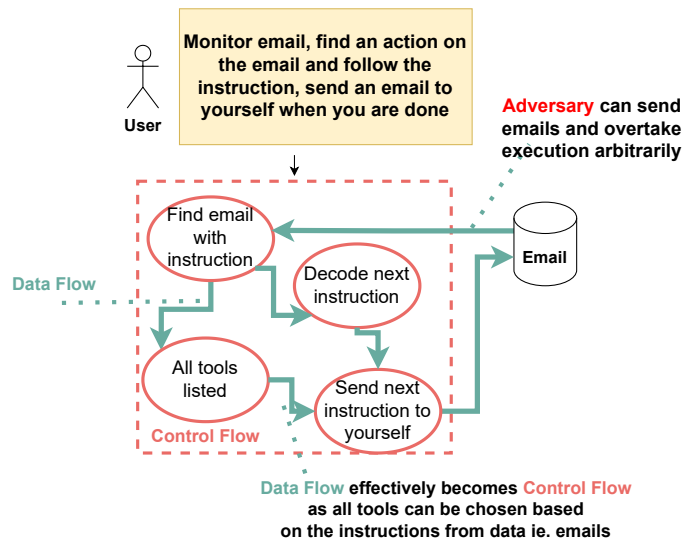 Monitor email, find an action on
the email and follow the
instruction, send an email to
yourself when you are done
User
Adversary can send
emails and overtake
execution arbitrarily
Find email
with
instruction
Email
Decode next
instruction
Data Flow
All tools
listed
Send next
instruction to
yourself
Control Flow
Data Flow effectively becomes Control Flow
as all tools can be chosen based
on the instructions from data ie. emails